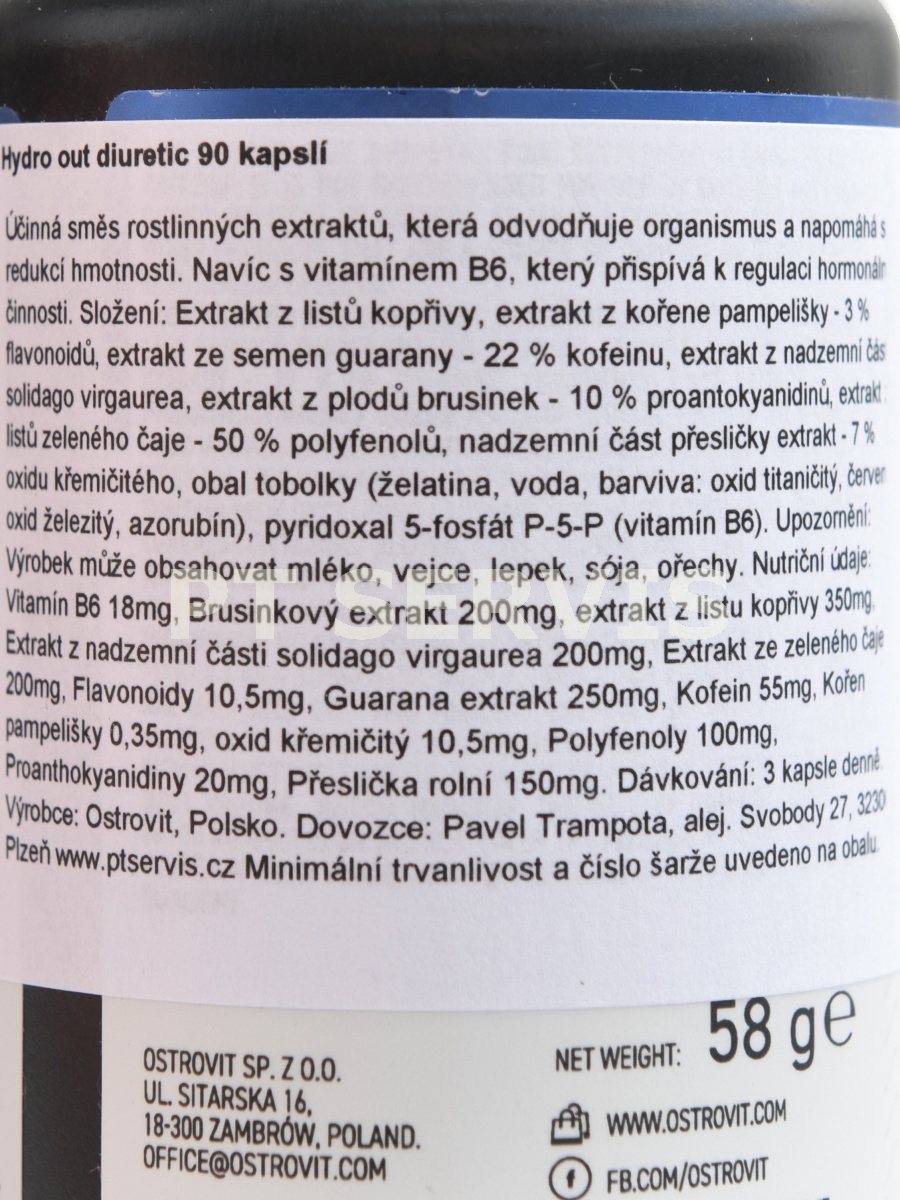 Hydro out diuretic 90 kapslí
Účinná směs rostlinných extraktů, která odvodňuje organismus a napomáhá s
redukcí hmotnosti. Navíc s vitamínem B6, který přispívá k regulaci hormonáln
činnosti. Složení: Extrakt z listů kopřivy, extrakt z kořene pampelišky - 3 %
flavonoidů, extrakt ze semen guarany - 22 % kofeinu, extrakt z nadzemní část
solidago virgaurea, extrakt z plodů brusinek - 10 % proantokyanidinů, extrakt
listů zeleného čaje - 50 % polyfenolů, nadzemní část přesličky extrakt - 7 %
oxidu křemičitého, obal tobolky (želatina, voda, barviva: oxid titaničitý, červen
oxid železitý, azorubín), pyridoxal 5-fosfát P-5-P (vitamín B6). Upozornění:
Výrobek může obsahovat mléko, vejce, lepek, sója, ořechy. Nutriční údaje:
Vitamín B6 18mg, Brusinkový extrakt 200mg, extrakt z listu kopřivy 350mg,
Extrakt z nadzemní části solidago virgaurea 200mg, Extrakt ze zeleného čaje
200mg, Flavonoidy 10,5mg, Guarana extrakt 250mg, Kofein 55mg, Kořen
pampelišky 0,35mg, oxid křemičitý 10,5mg, Polyfenoly 100mg,
Proanthokyanidiny 20mg, Přeslička rolní 150mg. Dávkování: 3 kapsle denně.
Výrobce: Ostrovit, Polsko. Dovozce: Pavel Trampota, alej. Svobody 27, 3230
Plzeň www.ptservis.cz Minimální trvanlivost a číslo šarže uvedeno na obalu.
PT SERVIS
OSTROVIT SP. Z O.O.
UL. SITARSKA 16,
18-300 ZAMBRÓW, POLAND.
OFFICE@OSTROVIT.COM
NET WEIGHT: 58 g e
WWW.OSTROVIT.COM
FB.COM/OSTROVIT